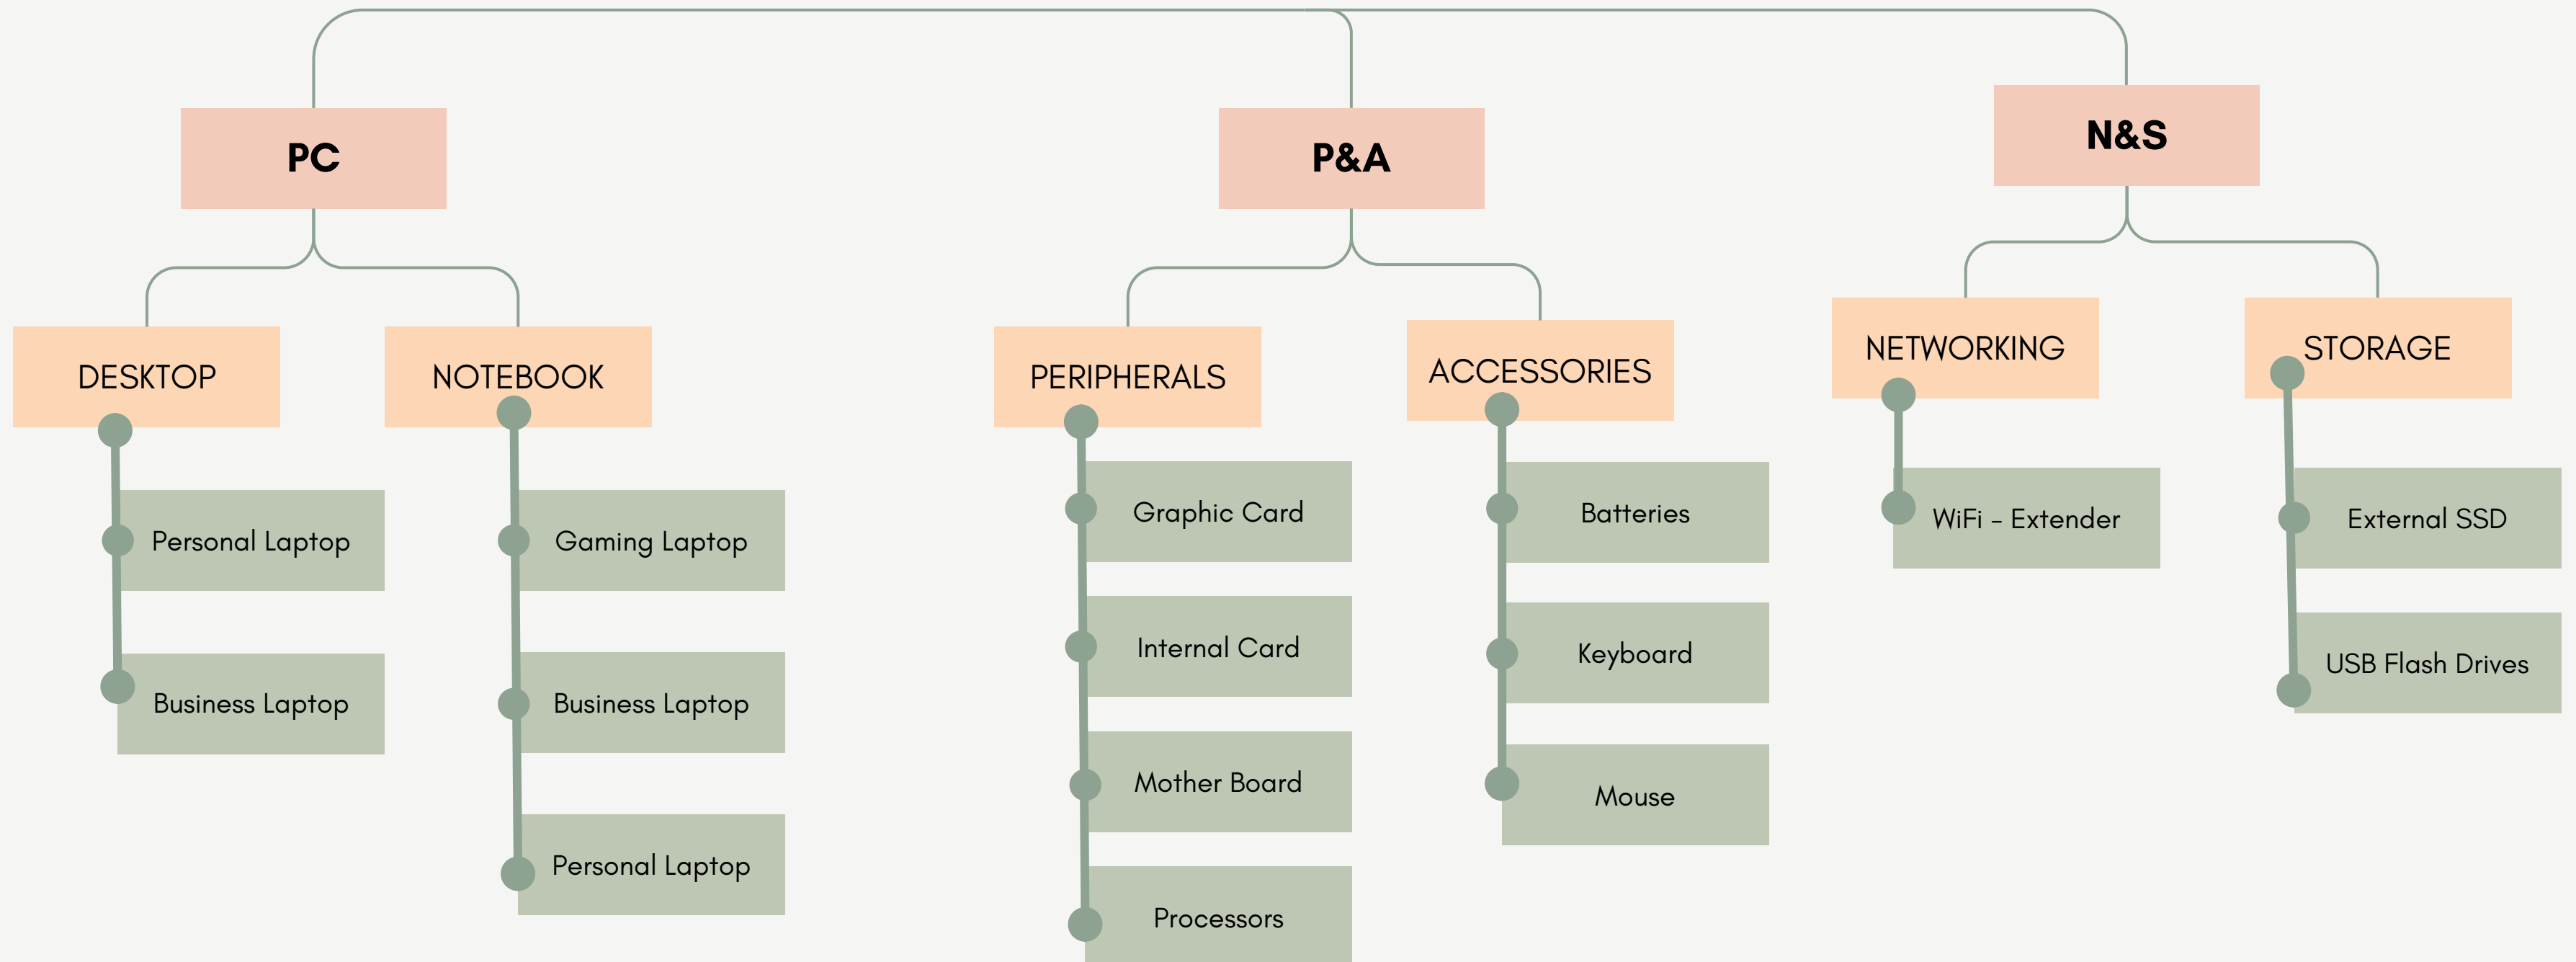 PC
P&A
N&S
DESKTOP
NOTEBOOK
PERIPHERALS
ACCESSORIES
NETWORKING
STORAGE
Personal Laptop
Business Laptop
Gaming Laptop
Business Laptop
Personal Laptop
Graphic Card
Internal Card
Mother Board
Processors
Batteries
Keyboard
Mouse
WiFi - Extender
External SSD
USB Flash Drives